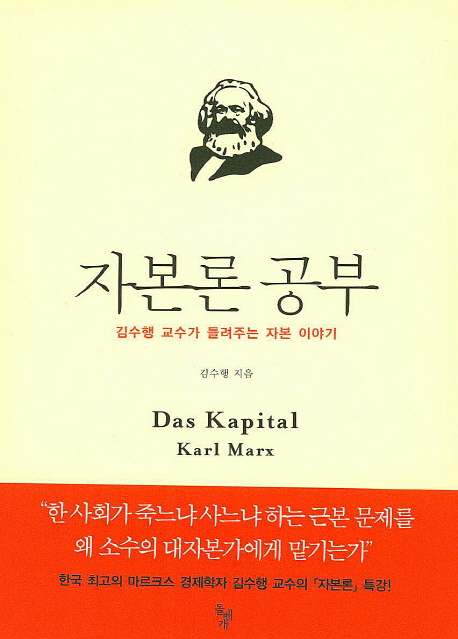 자본론 공부
김수행 교수가 들려주는 자본 이야기
김수행 지음
Das Kapital
Karl Marx
“한 사회가 죽느냐 사느냐 하는 근본 문제를
왜 소수의 대자본가에게 맡기는가”
한국 최고의 마르크스 경제학자 김수행 교수의 『자본론』 특강!
돌베개